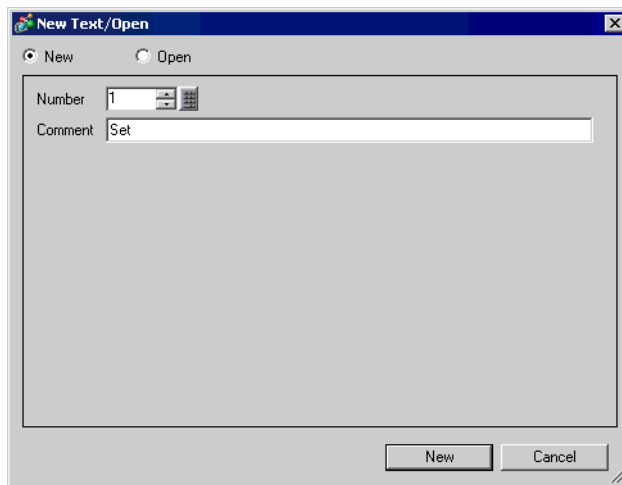 New Text/Open
New Open
Number 1
Comment Set
New Cancel